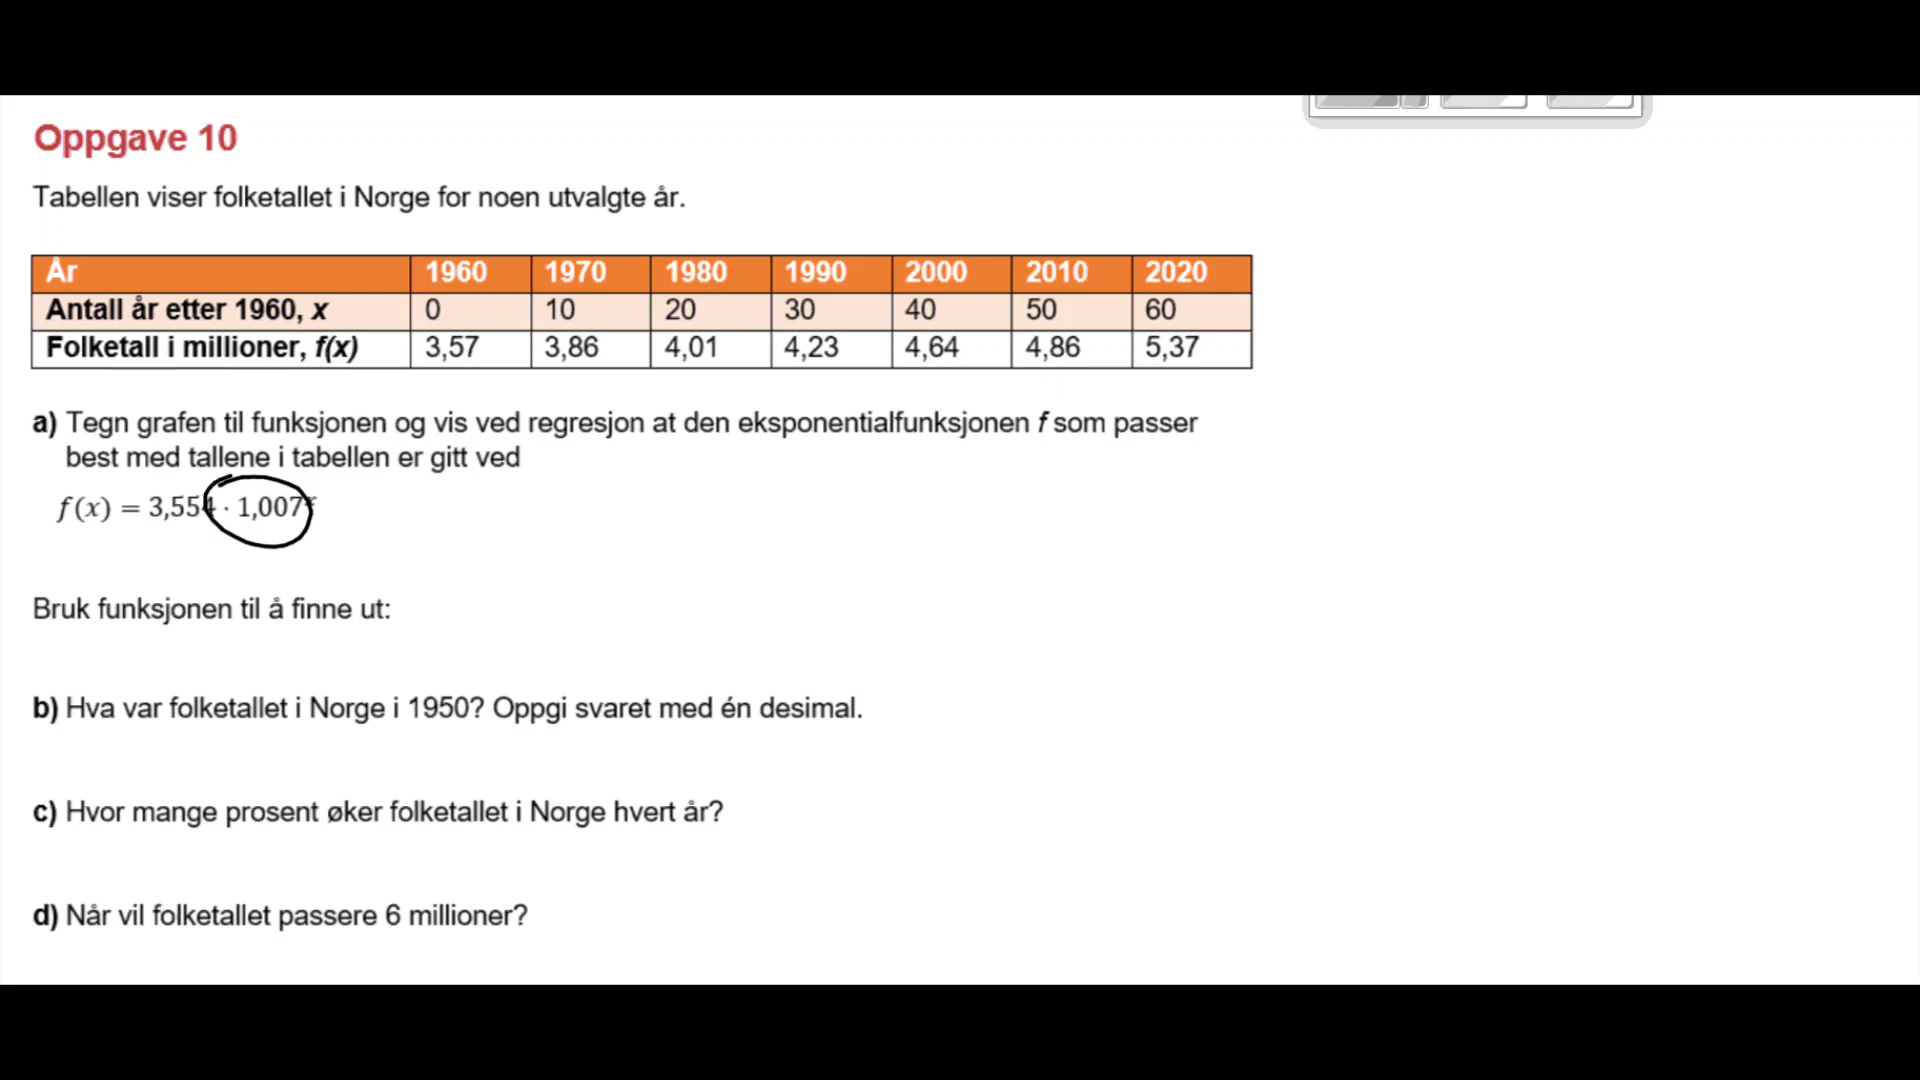 Oppgave 10
Tabellen viser folketallet i Norge for noen utvalgte år.
År 1960 1970 1980 1990 2000 2010 2020
Antall år etter 1960, x 0 10 20 30 40 50 60
Folketall i millioner, f(x) 3,57 3,86 4,01 4,23 4,64 4,86 5,37
a) Tegn grafen til funksjonen og vis ved regresjon at den eksponentialfunksjonen f som passer
best med tallene i tabellen er gitt ved
f(x) = 3,554 · 1,007ˣ
Bruk funksjonen til å finne ut:
b) Hva var folketallet i Norge i 1950? Oppgi svaret med én desimal.
c) Hvor mange prosent øker folketallet i Norge hvert år?
d) Når vil folketallet passere 6 millioner?